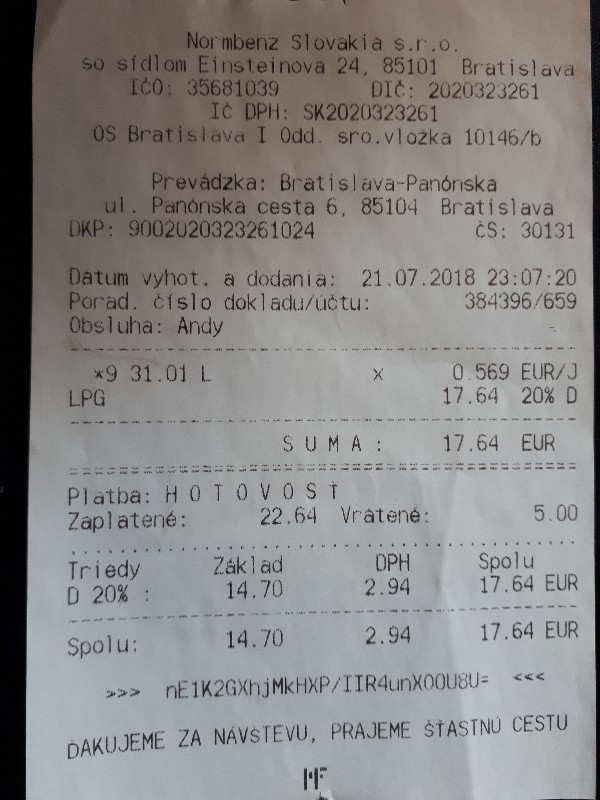 Normbenz Slovakia s.r.o.
so sídlom Einsteinova 24, 85101 Bratislava
IČO: 35681039 DIČ: 2020323261
IČ DPH: SK2020323261
OS Bratislava I Odd. sro.vložka 10146/b
Prevádzka: Bratislava-Panónska
ul. Panónska cesta 6, 85104 Bratislava
DKP: 9002020323261024 ČS: 30131
Dátum vyhot. a dodania: 21.07.2018 23:07:20
Porad. číslo dokladu/účtu: 384396/659
Obsluha: Andy
*9 31.01 L x 0.569 EUR/J
LPG 17.64 20% D
S U M A : 17.64 EUR
Platba: H O T O V O S Ť
Zaplatené: 22.64 Vrátené: 5.00
Triedy Základ DPH Spolu
D 20% : 14.70 2.94 17.64 EUR
Spolu: 14.70 2.94 17.64 EUR
>>> nE1K2GXhjMkHXP/IIR4unX00U8U= <<<
ĎAKUJEME ZA NÁVŠTEVU, PRAJEME ŠŤASTNÚ CESTU
MF